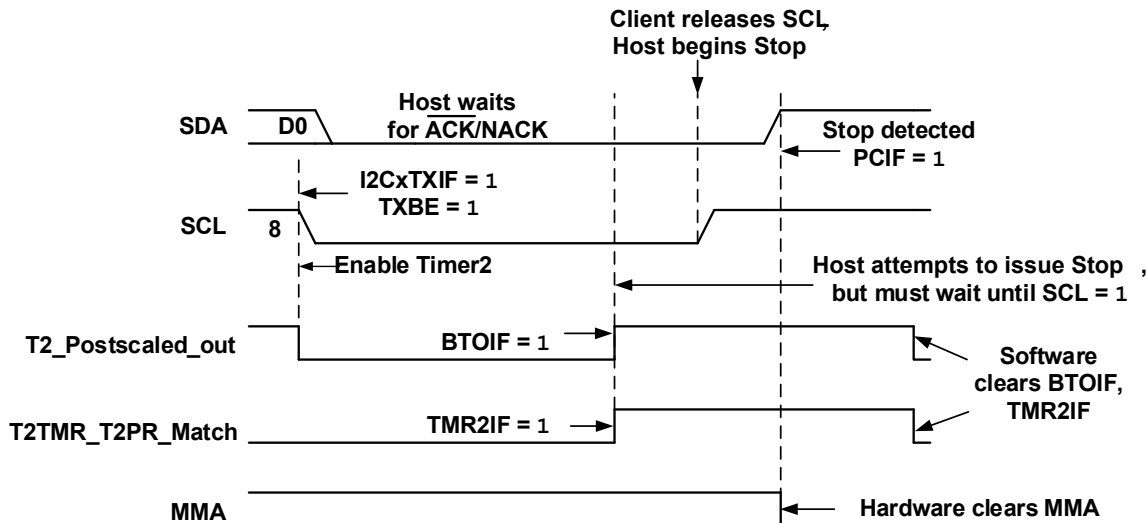 Client releases SCL,
Host begins Stop
SDA
D0
Host waits
for ACK/NACK
Stop detected
PCIF = 1
I2CxTXIF = 1
TXBE = 1
SCL
8
Enable Timer2
Host attempts to issue Stop ,
but must wait until SCL = 1
T2_Postscaled_out
BTOIF = 1
Software
clears BTOIF,
TMR2IF
T2TMR_T2PR_Match
TMR2IF = 1
MMA
Hardware clears MMA